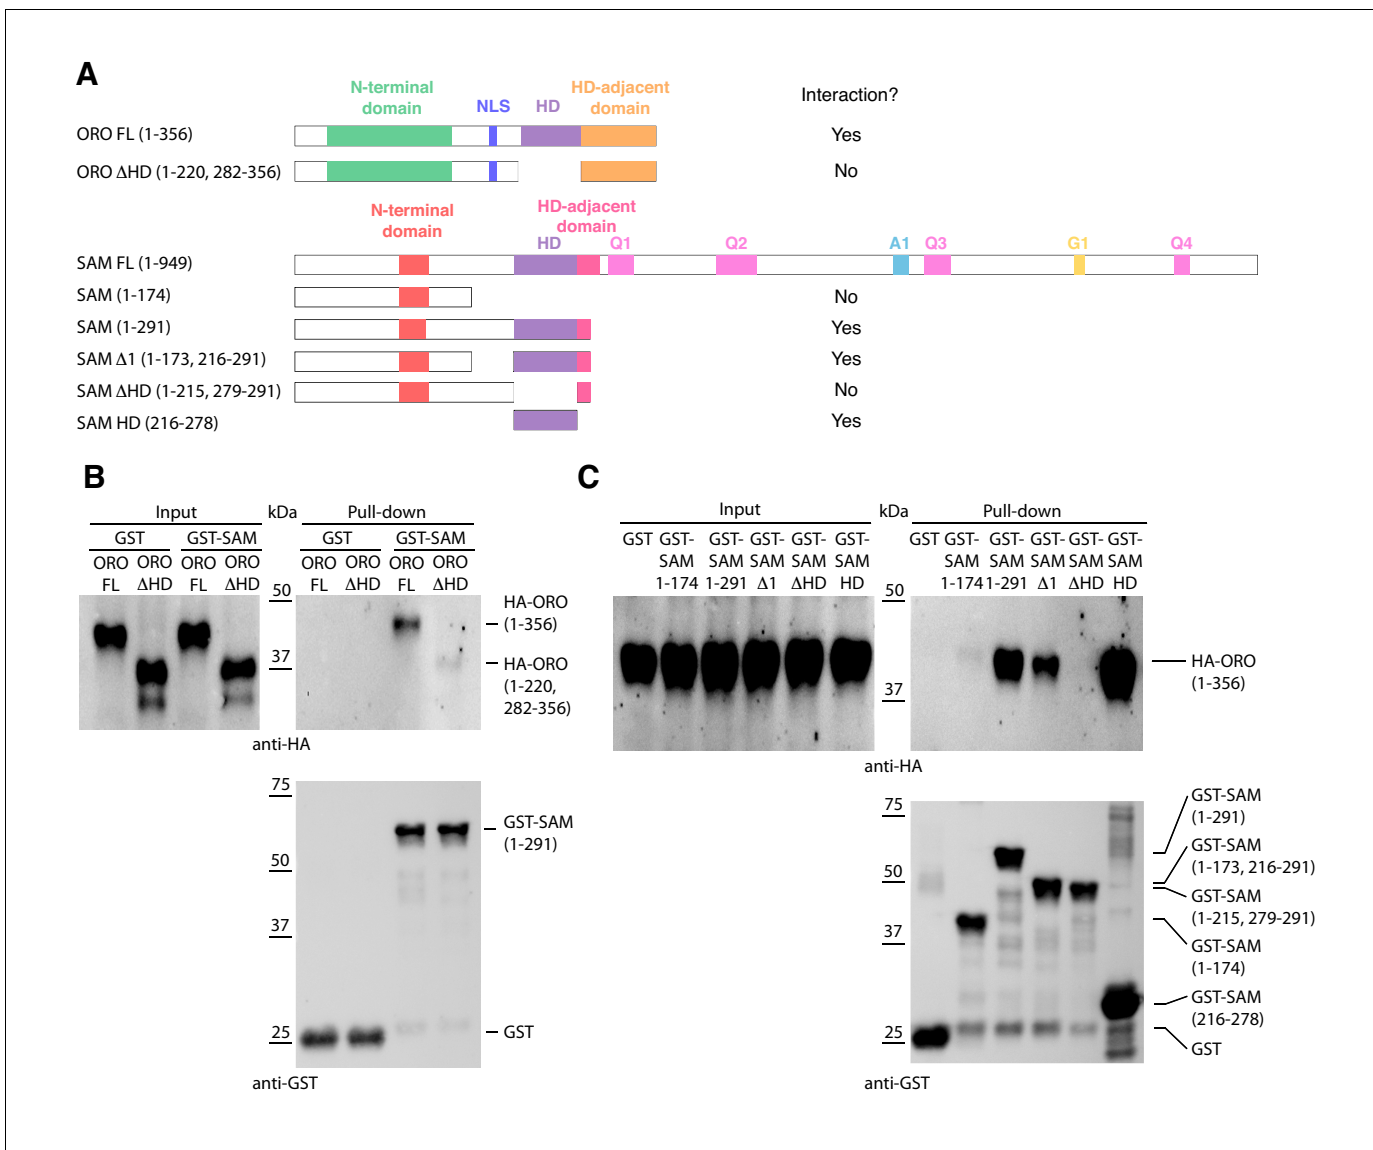 A
N-terminal
domain
NLS
HD
HD-adjacent
domain
Interaction?
ORO FL (1-356)
Yes
ORO ΔHD (1-220, 282-356)
No
N-terminal
domain
HD-adjacent
domain
HD
Q1
Q2
A1
Q3
G1
Q4
SAM FL (1-949)
SAM (1-174)
No
SAM (1-291)
Yes
SAM Δ1 (1-173, 216-291)
Yes
SAM ΔHD (1-215, 279-291)
No
SAM HD (216-278)
Yes
B
Input
kDa
Pull-down
GST
GST-SAM
GST
GST-SAM
ORO ORO ORO ORO
FL ΔHD FL ΔHD
ORO ORO ORO ORO
FL ΔHD FL ΔHD
50
37
HA-ORO
(1-356)
HA-ORO
(1-220,
282-356)
anti-HA
75
50
37
25
GST-SAM
(1-291)
GST
anti-GST
C
Input
kDa
Pull-down
GST GST- GST- GST- GST- GST-
SAM SAM SAM SAM SAM
1-174 1-291 Δ1 ΔHD HD
GST GST- GST- GST- GST- GST-
SAM SAM SAM SAM SAM
1-174 1-291 Δ1 ΔHD HD
50
37
HA-ORO
(1-356)
anti-HA
75
50
37
25
GST-SAM
(1-291)
GST-SAM
(1-173, 216-291)
GST-SAM
(1-215, 279-291)
GST-SAM
(1-174)
GST-SAM
(216-278)
GST
anti-GST